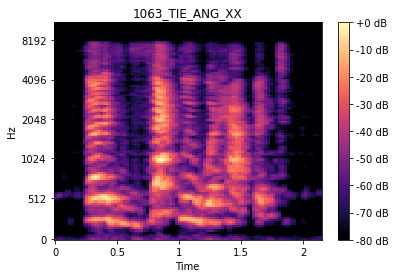 1063_TIE_ANG_XX
8192
4096
2048
1024
512
0
Hz
0
0.5
1
1.5
2
Time
+0 dB
-10 dB
-20 dB
-30 dB
-40 dB
-50 dB
-60 dB
-70 dB
-80 dB